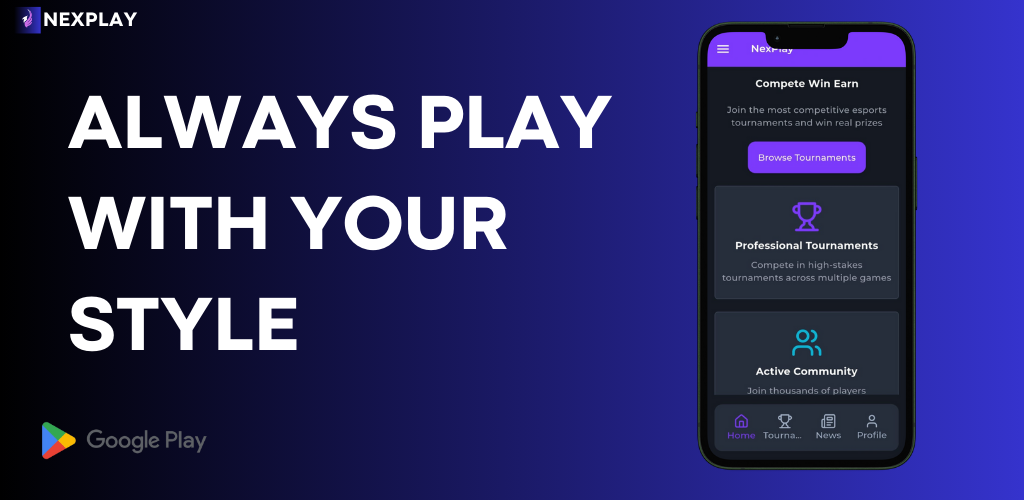 NEXPLAY
ALWAYS PLAY
WITH YOUR
STYLE
Google Play
NexPlay
Compete Win Earn
Join the most competitive esports
tournaments and win real prizes
Browse Tournaments
Professional Tournaments
Compete in high-stakes
tournaments across multiple games
Active Community
Join thousands of players
Home Tourna... News Profile